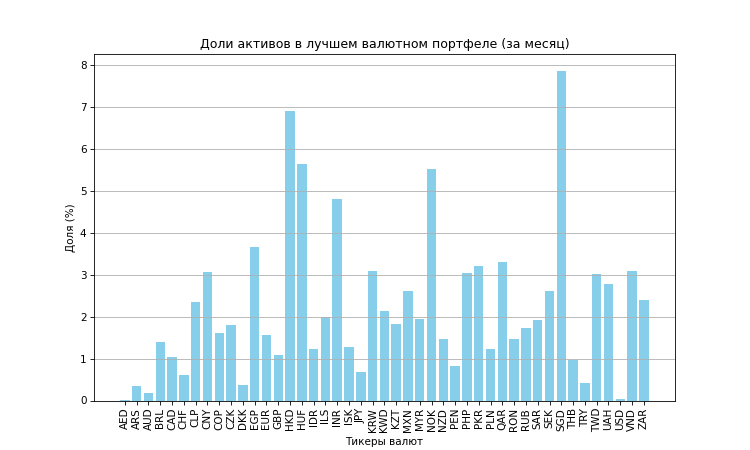 Доли активов в лучшем валютном портфеле (за месяц)
Доля (%)
8
7
6
5
4
3
2
1
0
AED ARS AUD BRL CAD CHF CLP CNY COP CZK DKK EGP EUR GBP HKD HUF IDR ILS INR ISK JPY KRW KWD KZT MXN MYR NOK NZD PEN PHP PKR PLN QAR RON RUB SAR SEK SGD THB TRY TWD UAH USD VND ZAR
Тикеры валют